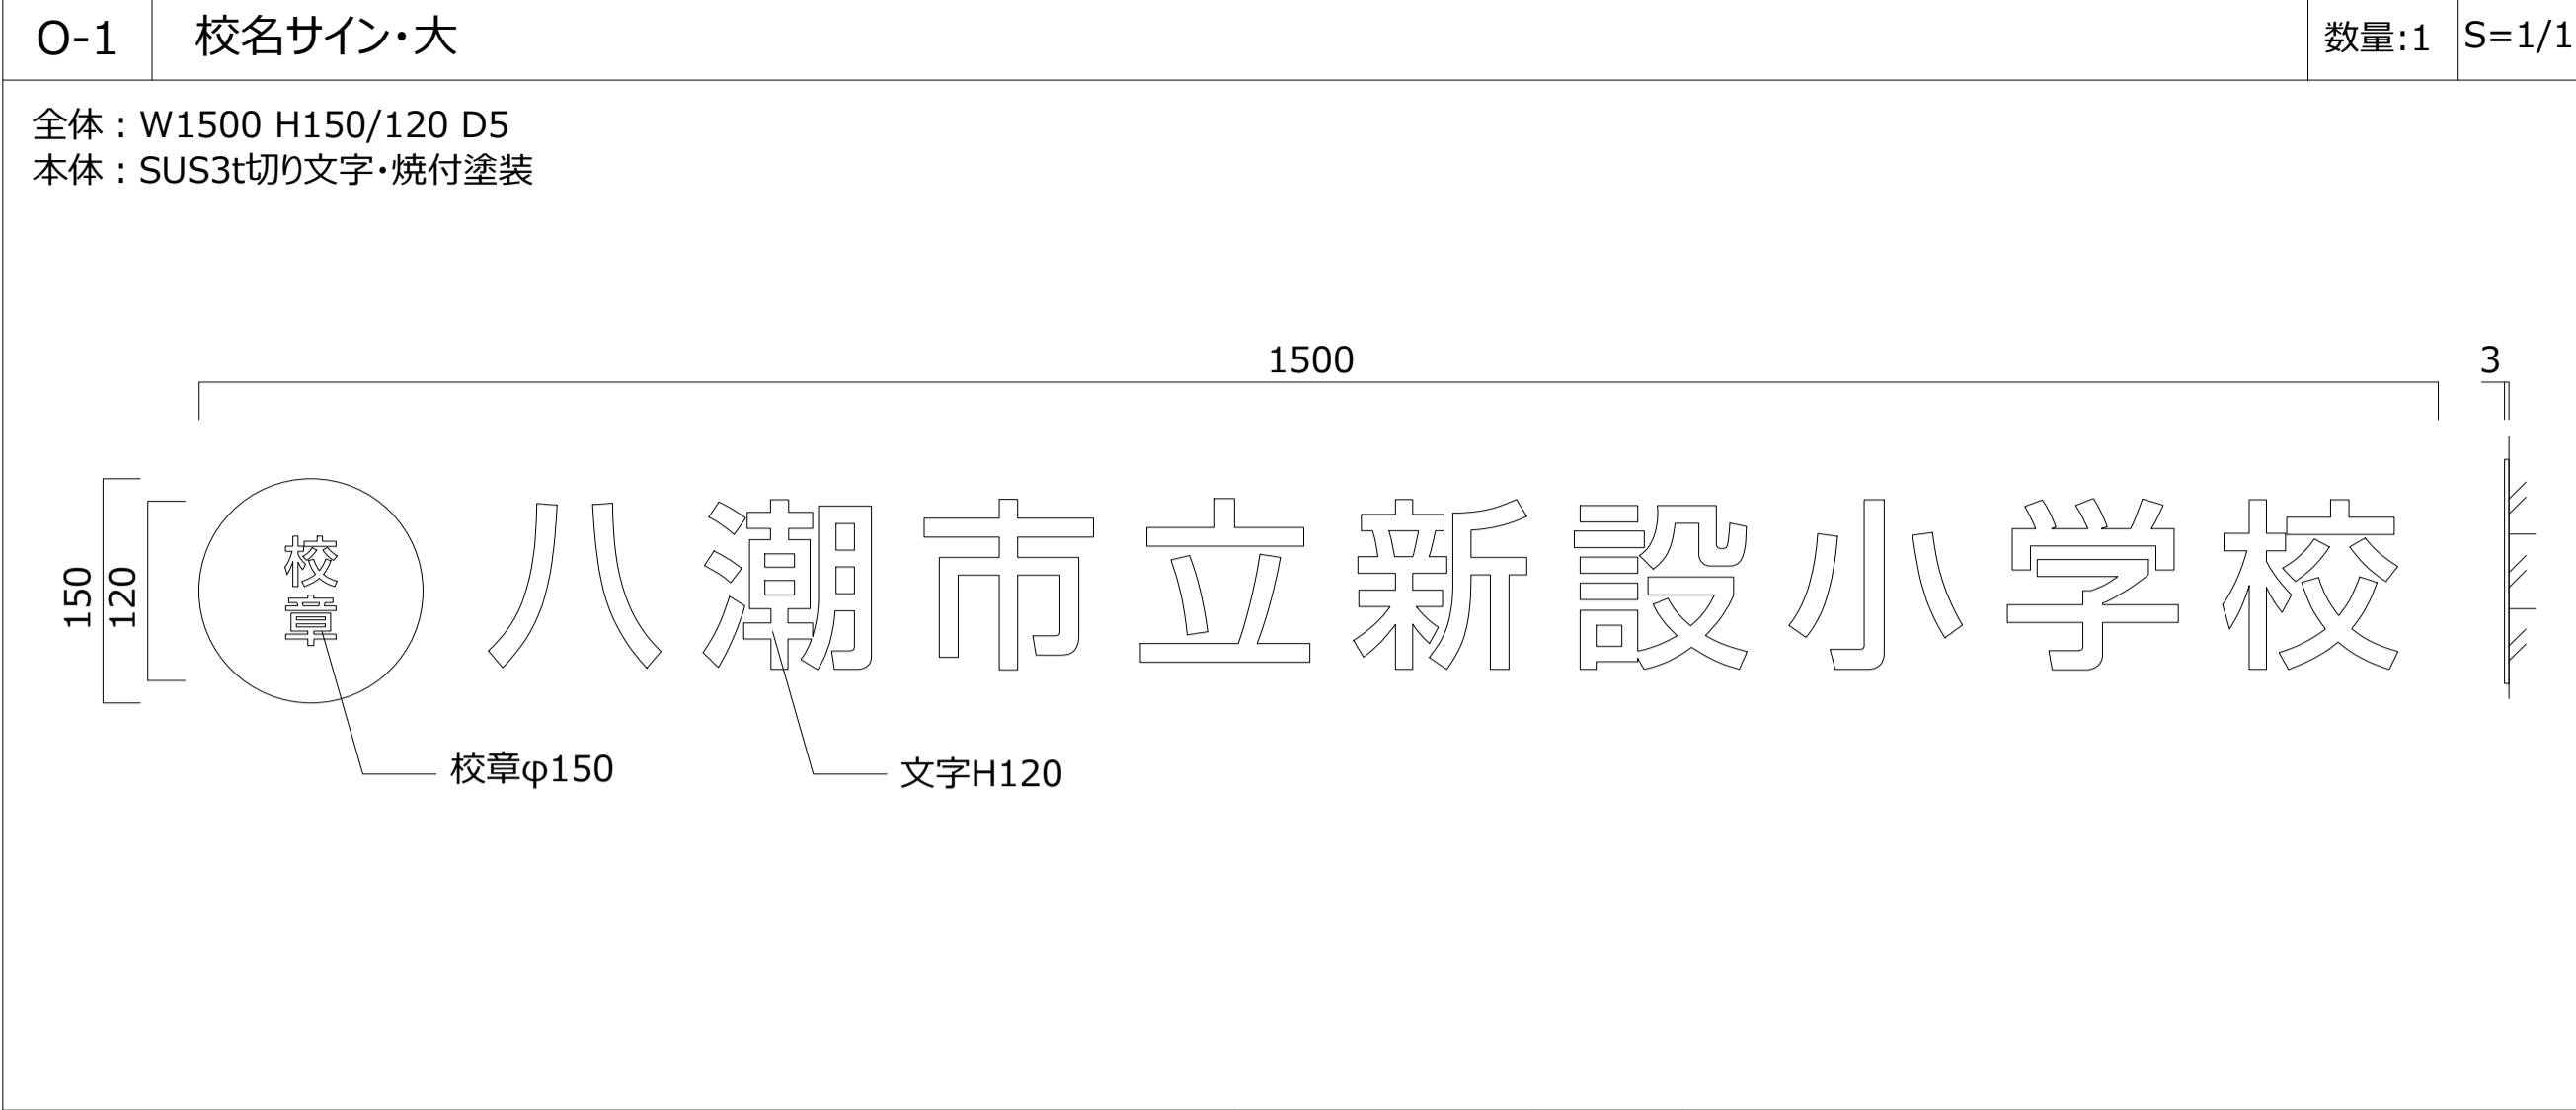 O-1 校名サイン・大 数量:1 S=1/1
全体：W1500 H150/120 D5
本体：SUS3t切り文字・焼付塗装
1500
3
150
120
校章
八潮市立新設小学校
校章φ150
文字H120